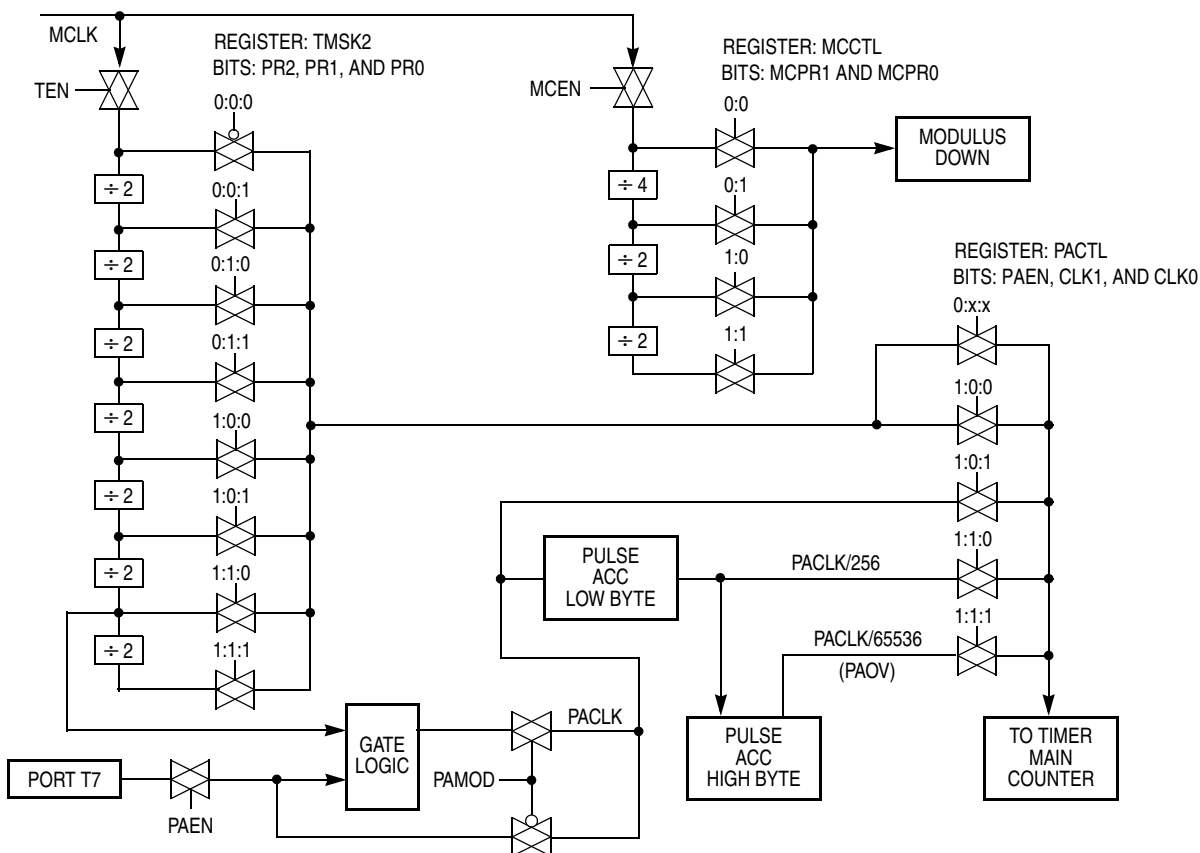 MCLK
REGISTER: TMSK2
BITS: PR2, PR1, AND PR0
REGISTER: MCCTL
BITS: MCPR1 AND MCPR0
TEN
MCEN
0:0:0
0:0
MODULUS
DOWN
÷ 2
÷ 4
0:0:1
0:1
÷ 2
÷ 2
0:1:0
1:0
REGISTER: PACTL
BITS: PAEN, CLK1, AND CLK0
0:x:x
÷ 2
÷ 2
0:1:1
1:1
÷ 2
1:0:0
1:0:0
÷ 2
1:0:1
1:0:1
÷ 2
PULSE
ACC
LOW BYTE
PACLK/256
1:1:0
1:1:0
÷ 2
1:1:1
PACLK/65536
(PAOV)
1:1:1
PACLK
GATE
LOGIC
PULSE
ACC
HIGH BYTE
TO TIMER
MAIN
COUNTER
PORT T7
PAMOD
PAEN